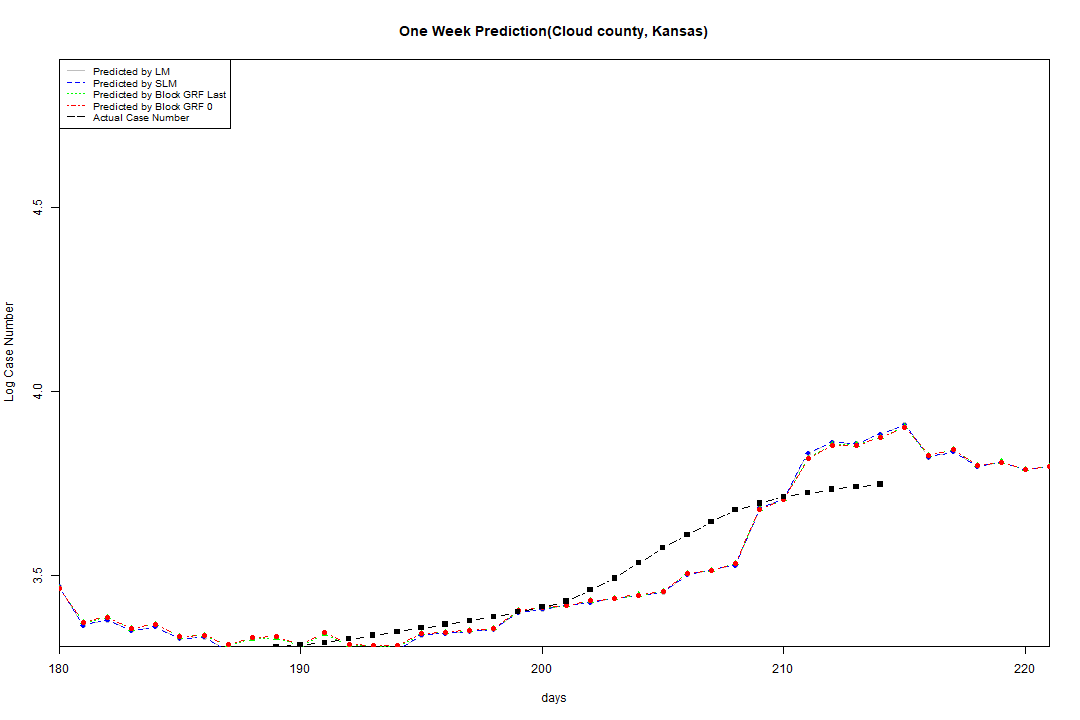 One Week Prediction(Cloud county, Kansas)
Predicted by LM
Predicted by SLM
Predicted by Block GRF Last
Predicted by Block GRF 0
Actual Case Number
4.5
4.0
3.5
Log Case Number
180 190 200 210 220
days